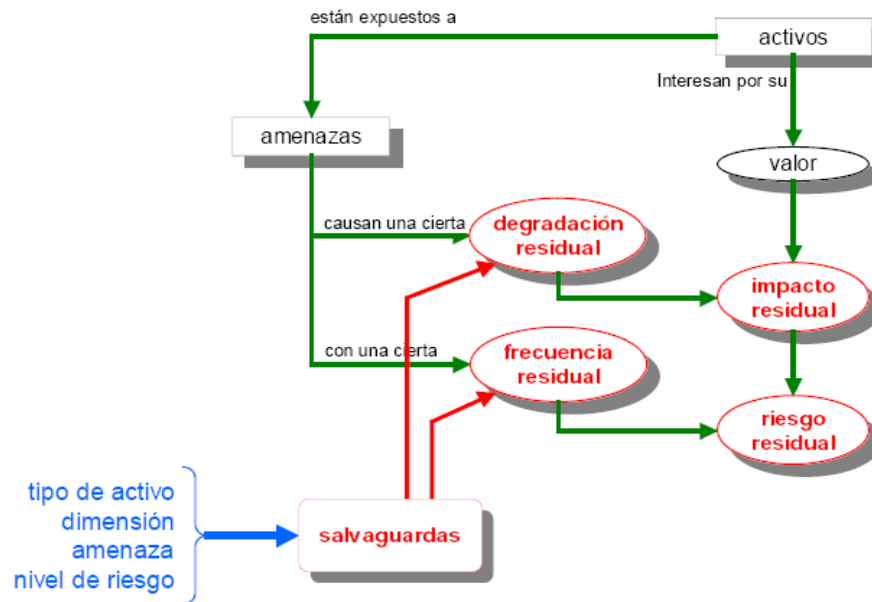 están expuestos a
activos
Interesan por su
amenazas
valor
causan una cierta
degradación
residual
impacto
residual
con una cierta
frecuencia
residual
riesgo
residual
tipo de activo
dimensión
amenaza
nivel de riesgo
salvaguardas